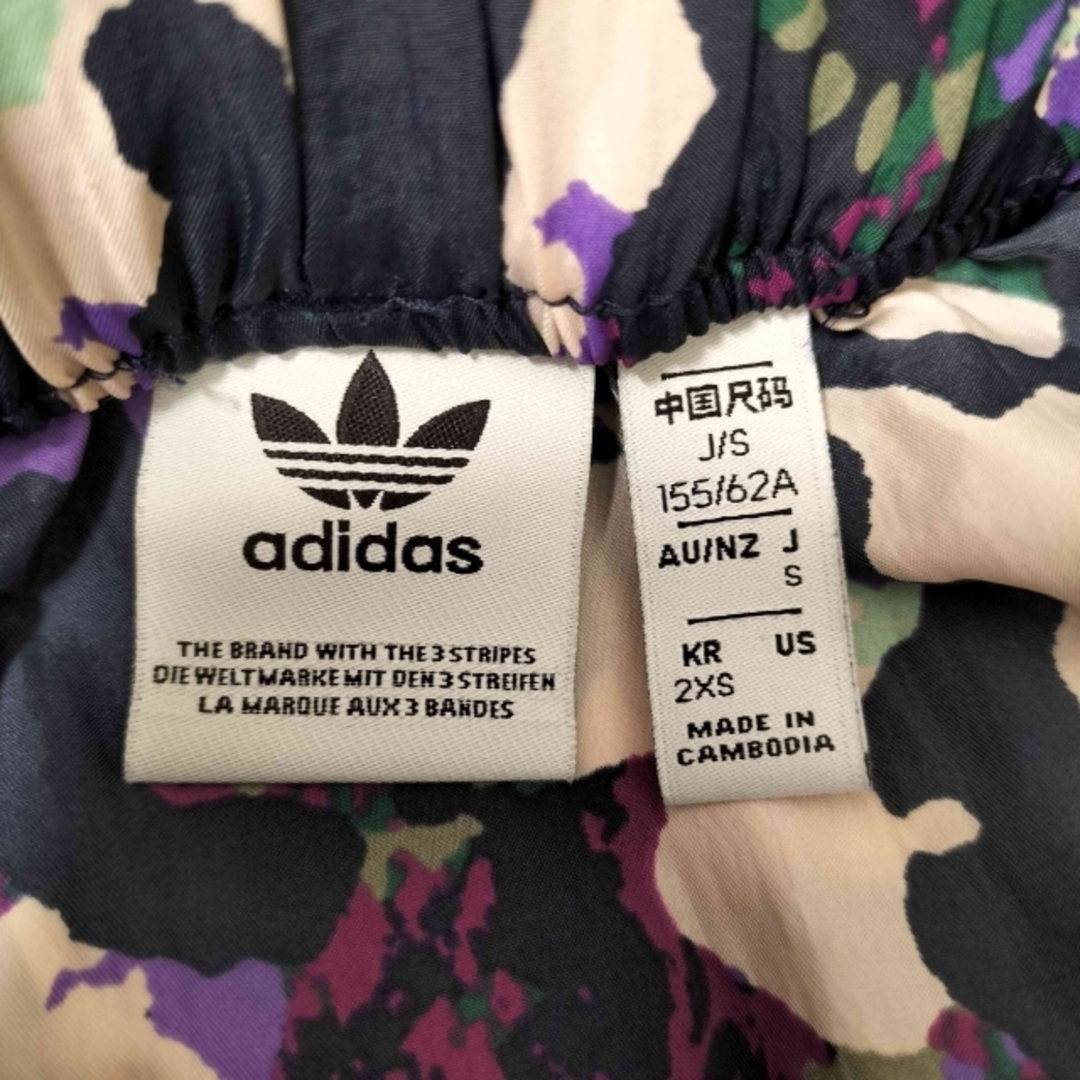 adidas
THE BRAND WITH THE 3 STRIPES
DIE WELTMARKE MIT DEN 3 STREIFEN
LA MARQUE AUX 3 BANDES
中国尺码
J/S
155/62A
AU/NZ J
S
KR US
2XS
MADE IN
CAMBODIA